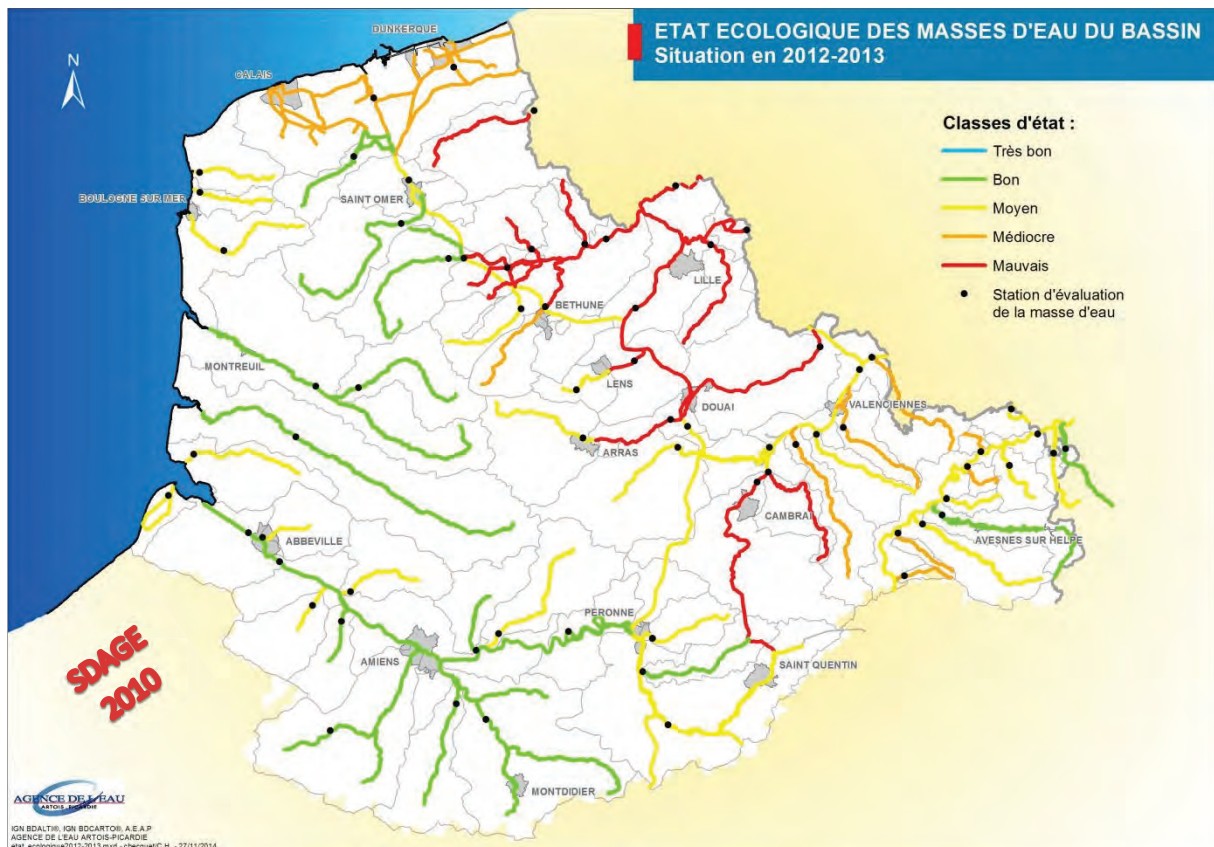 ETAT ECOLOGIQUE DES MASSES D'EAU DU BASSIN
Situation en 2012-2013
N
DUNKERQUE
CALAIS
Classes d'état :
Très bon
Bon
Moyen
Médiocre
Mauvais
Station d'évaluation
de la masse d'eau
BOULOGNE SUR MER
SAINT OMER
LILLE
BETHUNE
MONTREUIL
LENS
DOUAI
VALENCIENNES
ARRAS
CAMBRAI
AVESNES SUR HELPE
ABBEVILLE
PERONNE
AMIENS
SAINT QUENTIN
SDAGE
2010
MONTDIDIER
AGENCE DE L'EAU
ARTOIS - PICARDIE
IGN BDALTI®, IGN BDCARTO®, A.E.A.P
AGENCE DE L'EAU ARTOIS-PICARDIE